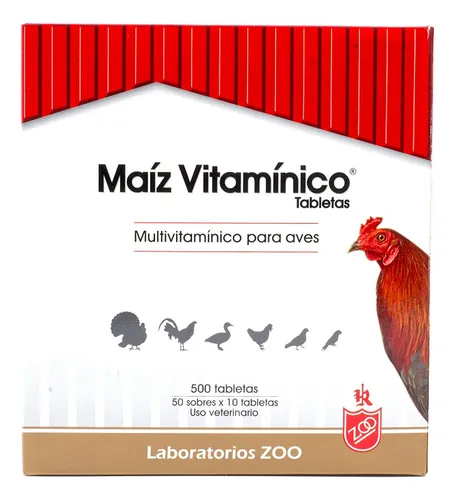 Maíz Vitamínico®
Tabletas
Multivitamínico para aves
500 tabletas
50 sobres x 10 tabletas
Uso veterinario
ZOO
Laboratorios ZOO